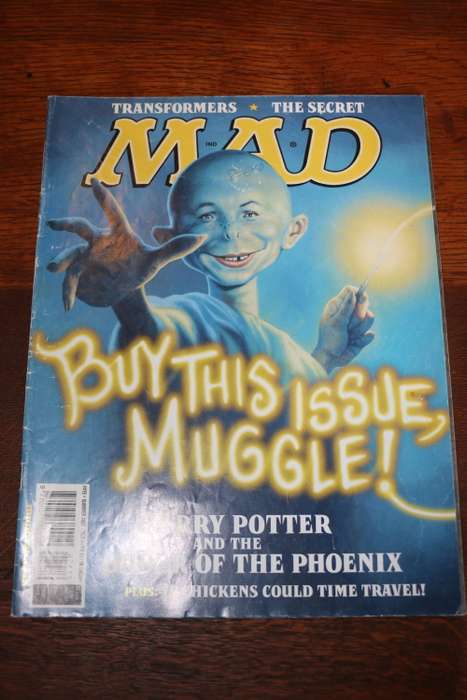 TRANSFORMERS ★ THE SECRET
MAD
IND
®
BUY THIS ISSUE,
MUGGLE!
RRY POTTER
AND THE
OF THE PHOENIX
PLUS: CHICKENS COULD TIME TRAVEL!